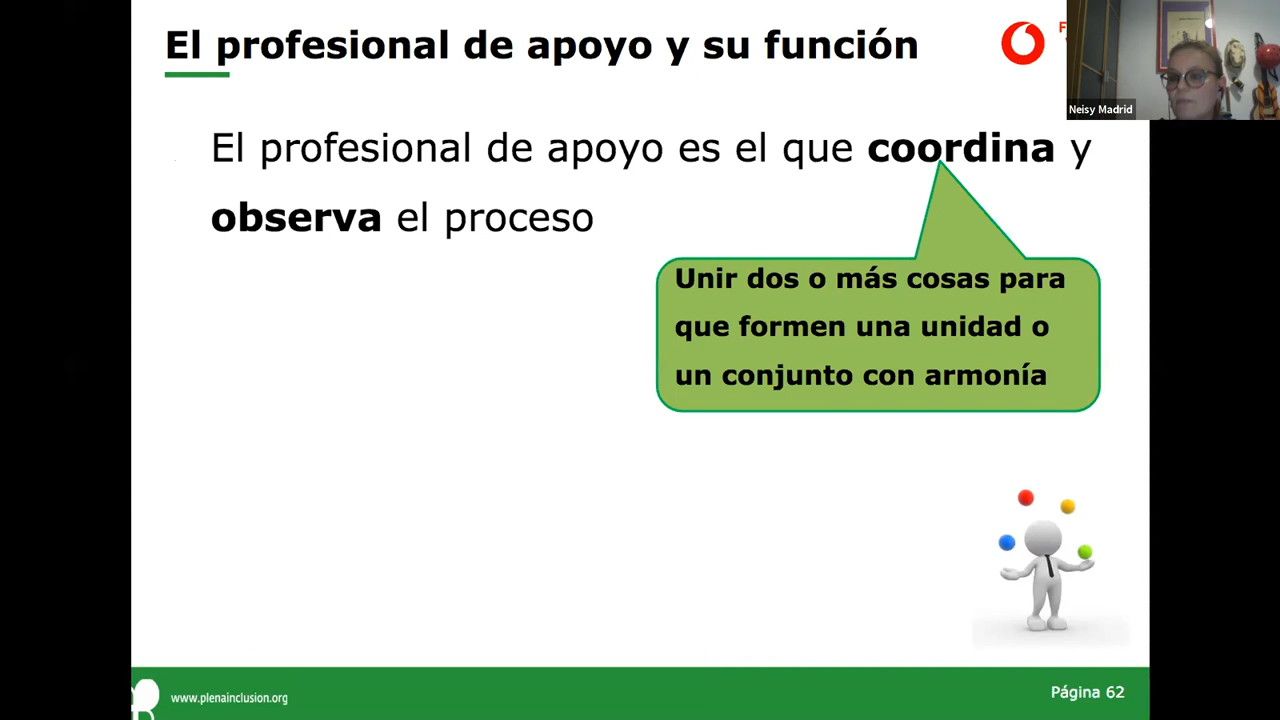 El profesional de apoyo y su función
Neisy Madrid
El profesional de apoyo es el que coordina y
observa el proceso
Unir dos o más cosas para
que formen una unidad o
un conjunto con armonía
www.plenainclusion.org
Página 62